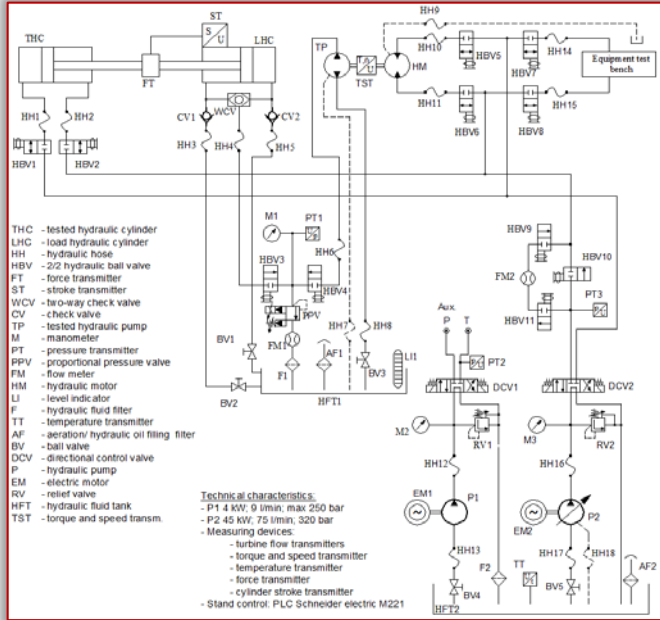 HH9
ST
S
U
THC
LHC
TP
HH10
HBV5
HBV7
HH14
Equipment test
bench
FT
TST
HM
HH11
HH15
HBV6
HBV8
CV1
WCV
CV2
HH1
HH2
HH3
HH4
HH5
HBV1
HBV2
THC - tested hydraulic cylinder
LHC - load hydraulic cylinder
HH - hydraulic hose
HBV - 2/2 hydraulic ball valve
FT - force transmitter
ST - stroke transmitter
WCV - two-way check valve
CV - check valve
TP - tested hydraulic pump
M - manometer
PT - pressure transmitter
PPV - proportional pressure valve
FM - flow meter
HM - hydraulic motor
LI - level indicator
F - hydraulic fluid filter
TT - temperature transmitter
AF - aeration/ hydraulic oil filling filter
BV - ball valve
DCV - directional control valve
P - hydraulic pump
EM - electric motor
RV - relief valve
HFT - hydraulic fluid tank
TST - torque and speed transm.
M1
PT1
HH6
HBV3
HBV4
PPV
HH7
HH8
BV1
FM1
AF1
BV3
LI1
F1
BV2
HFT1
HBV9
HBV10
FM2
HBV11
PT3
Aux.
P T
PT2
DCV1
DCV2
M2
RV1
M3
RV2
HH12
HH16
EM1
P1
EM2
P2
HH13
HH17
HH18
F2
TT
AF2
BV4
BV5
HFT2
Technical characteristics:
- P1 4 kW; 9 l/min; max 250 bar
- P2 45 kW; 75 l/min; 320 bar
- Measuring devices:
- turbine flow transmitters
- torque and speed transmitter
- temperature transmitter
- force transmitter
- cylinder stroke transmitter
- Stand control: PLC Schneider electric M221